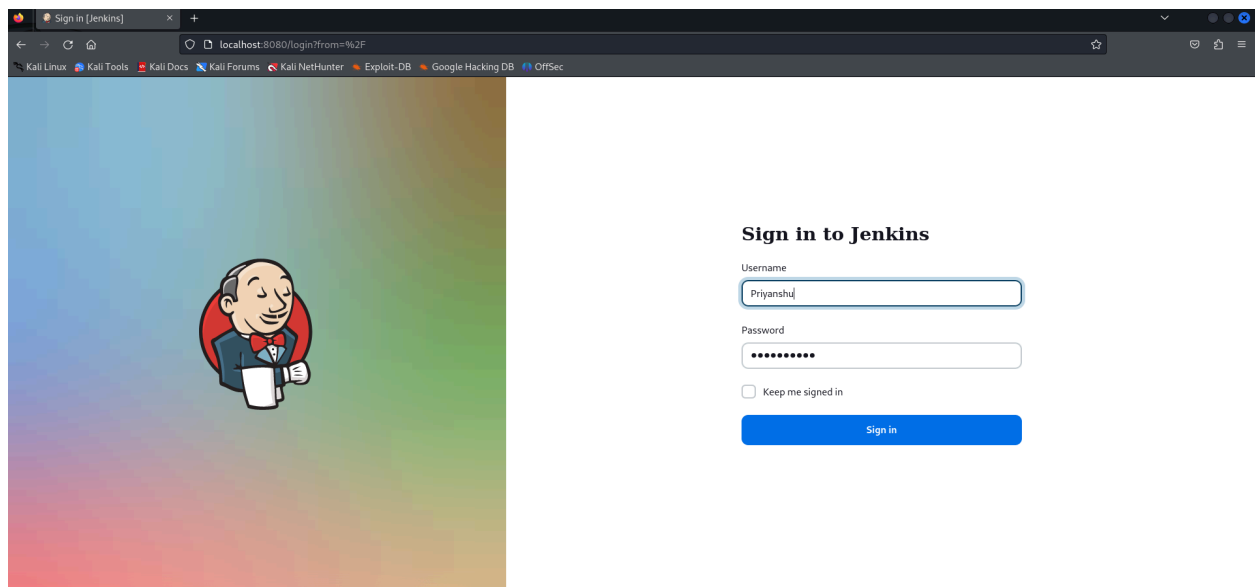 Sign in [Jenkins]
localhost:8080/login?from=%2F
Kali Linux Kali Tools Kali Docs Kali Forums Kali NetHunter Exploit-DB Google Hacking DB OffSec
Sign in to Jenkins
Username
Priyanshu
Password
••••••••••
Keep me signed in
Sign in